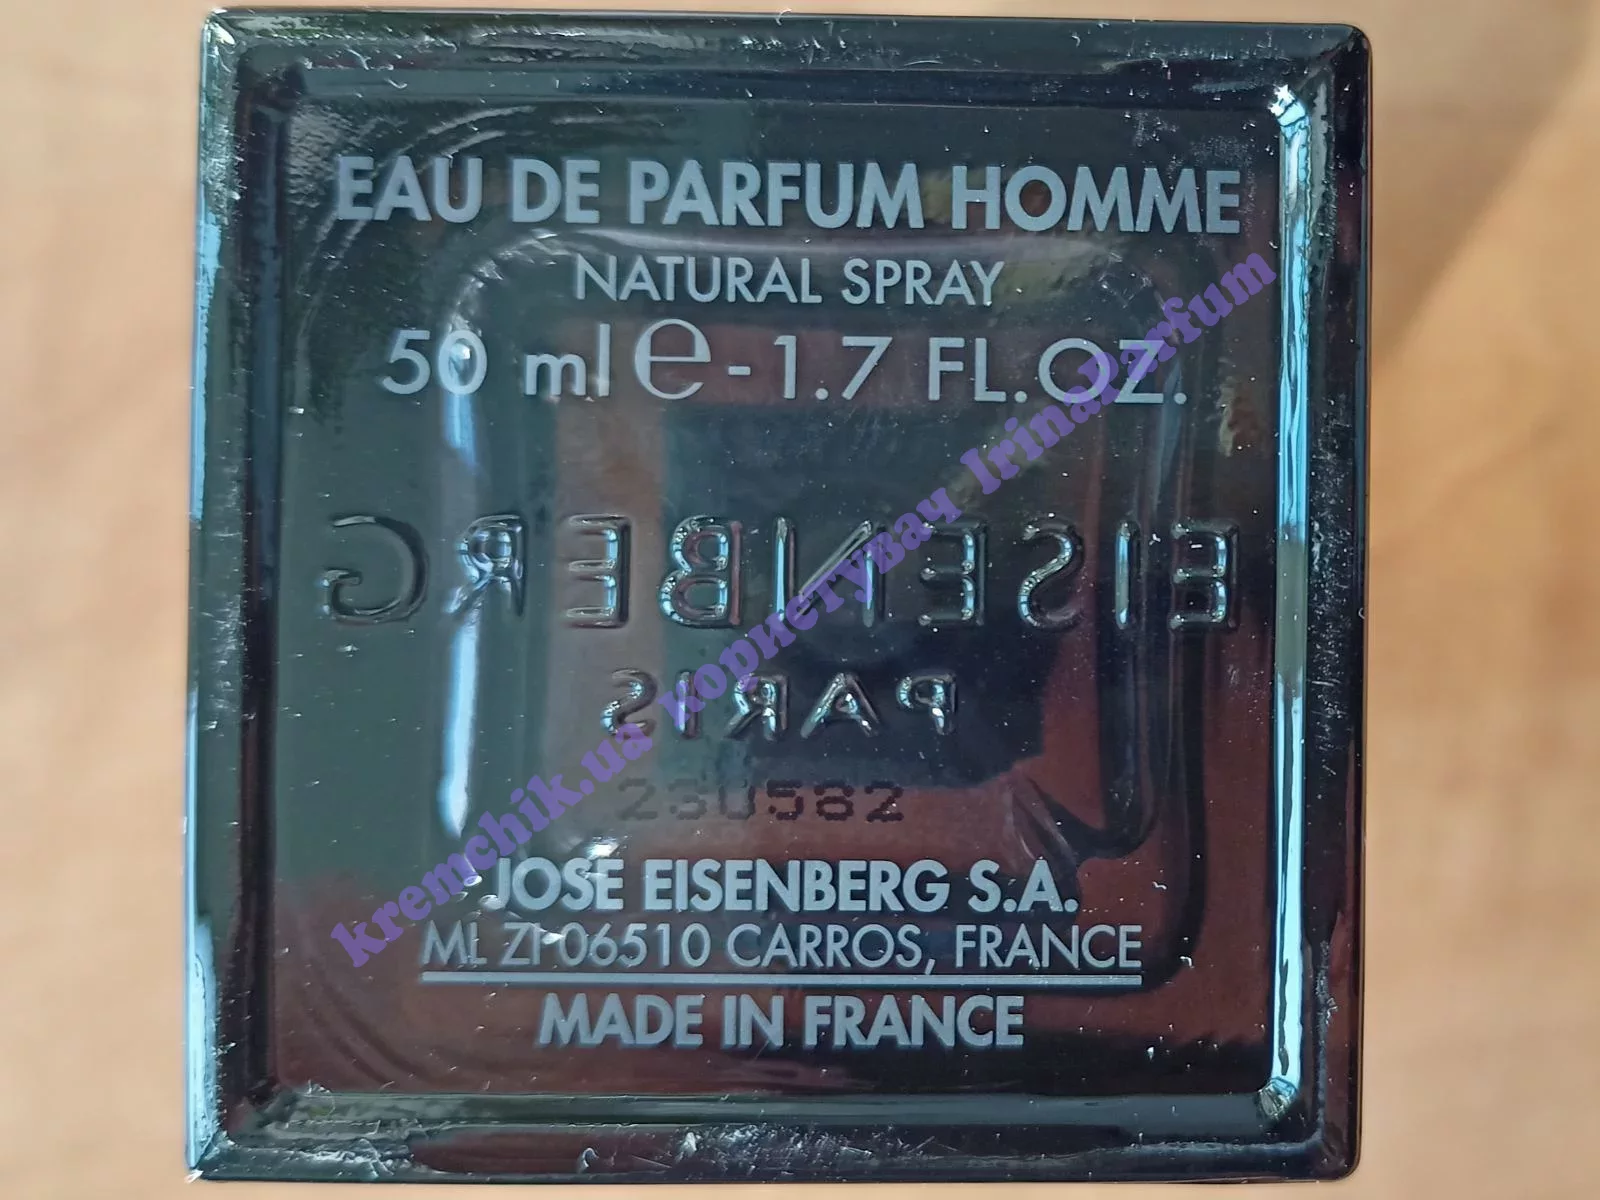 EAU DE PARFUM HOMME
NATURAL SPRAY
50 ml e - 1.7 FL.OZ.
EISENBERG
PARIS
230582
JOSE EISENBERG S.A.
ML ZI 06510 CARROS, FRANCE
MADE IN FRANCE
kremchik.ua користувач IrinaParfum